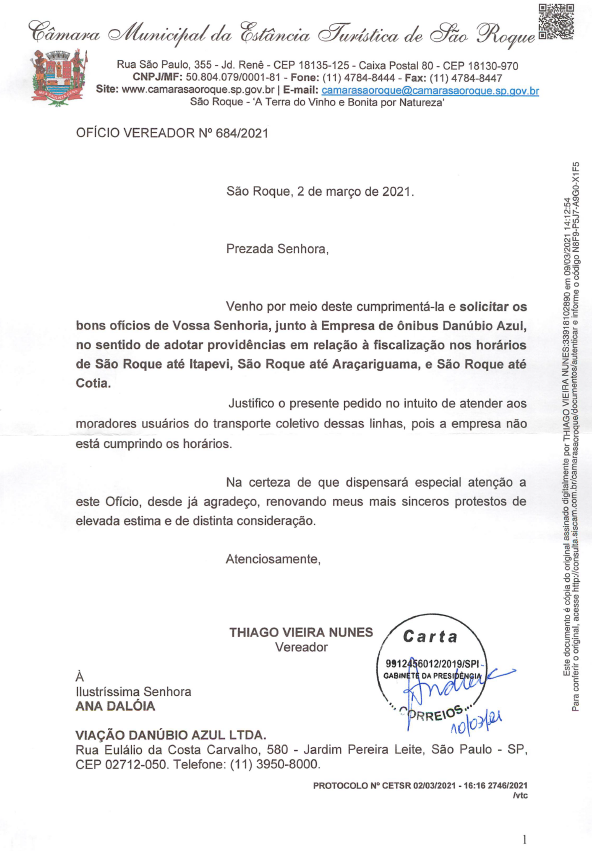 Câmara Municipal da Estância Turística de São Roque
Rua São Paulo, 355 - Jd. Renê - CEP 18135-125 - Caixa Postal 80 - CEP 18130-970
CNPJ/MF: 50.804.079/0001-81 - Fone: (11) 4784-8444 - Fax: (11) 4784-8447
Site: www.camarasaoroque.sp.gov.br | E-mail: camarasaoroque@camarasaoroque.sp.gov.br
São Roque - 'A Terra do Vinho e Bonita por Natureza'
OFÍCIO VEREADOR Nº 684/2021
São Roque, 2 de março de 2021.
Prezada Senhora,
Venho por meio deste cumprimentá-la e solicitar os
bons ofícios de Vossa Senhoria, junto à Empresa de ônibus Danúbio Azul,
no sentido de adotar providências em relação à fiscalização nos horários
de São Roque até Itapevi, São Roque até Araçariguama, e São Roque até
Cotia.
Justifico o presente pedido no intuito de atender aos
moradores usuários do transporte coletivo dessas linhas, pois a empresa não
está cumprindo os horários.
Na certeza de que dispensará especial atenção a
este Ofício, desde já agradeço, renovando meus mais sinceros protestos de
elevada estima e de distinta consideração.
Atenciosamente,
THIAGO VIEIRA NUNES
Vereador
Carta
9912456012/2019/SPI-
GABINETE DA PRESIDÊNCIA
Andrea
...CORREIOS...
10/03/21
À
Ilustríssima Senhora
ANA DALÓIA
VIAÇÃO DANÚBIO AZUL LTDA.
Rua Eulálio da Costa Carvalho, 580 - Jardim Pereira Leite, São Paulo - SP,
CEP 02712-050. Telefone: (11) 3950-8000.
PROTOCOLO Nº CETSR 02/03/2021 - 16:16 2746/2021
/vtc
1
Este documento é cópia do original assinado digitalmente por THIAGO VIEIRA NUNES:33918102890 em 09/03/2021 14:12:54
Para conferir o original, acesse http://consulta.siscam.com.br/camarasaoroque/documentos/autenticar e informe o código N8F9-P5J7-A9G0-X1F5